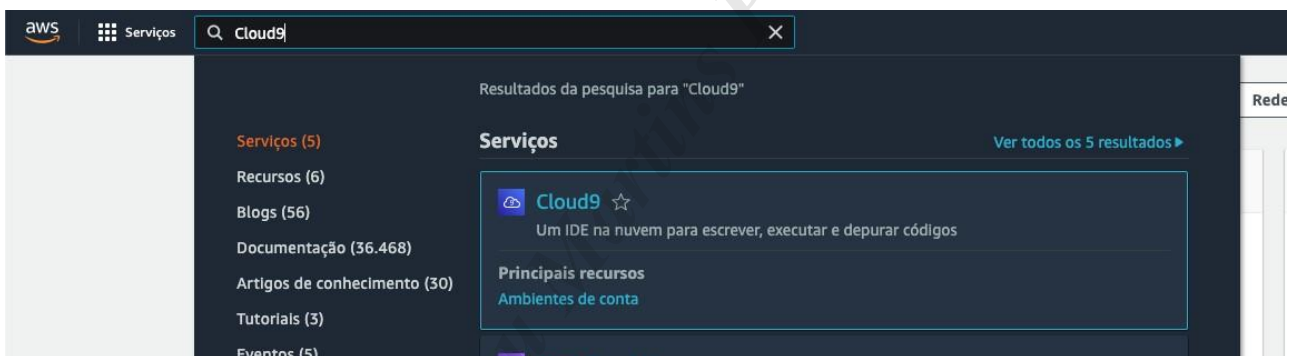 aws
Serviços
Cloud9
Resultados da pesquisa para "Cloud9"
Rede
Serviços (5)
Recursos (6)
Blogs (56)
Documentação (36.468)
Artigos de conhecimento (30)
Tutoriais (3)
Eventos (5)
Serviços
Ver todos os 5 resultados
Cloud9
Um IDE na nuvem para escrever, executar e depurar códigos
Principais recursos
Ambientes de conta